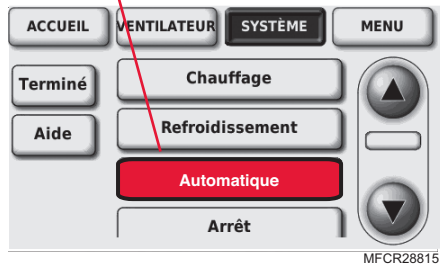 ACCUEIL VENTILATEUR SYSTÈME MENU
Terminé Chauffage
Aide Refroidissement
Automatique
Arrêt
MFCR28815